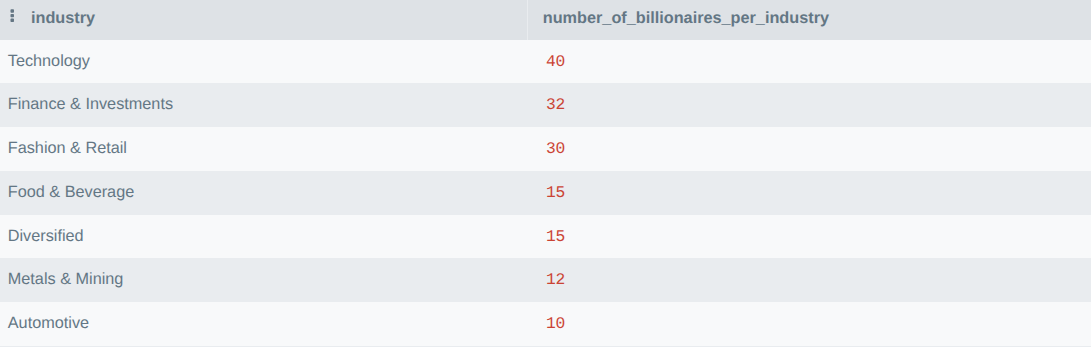 industry number_of_billionaires_per_industry
Technology 40
Finance & Investments 32
Fashion & Retail 30
Food & Beverage 15
Diversified 15
Metals & Mining 12
Automotive 10